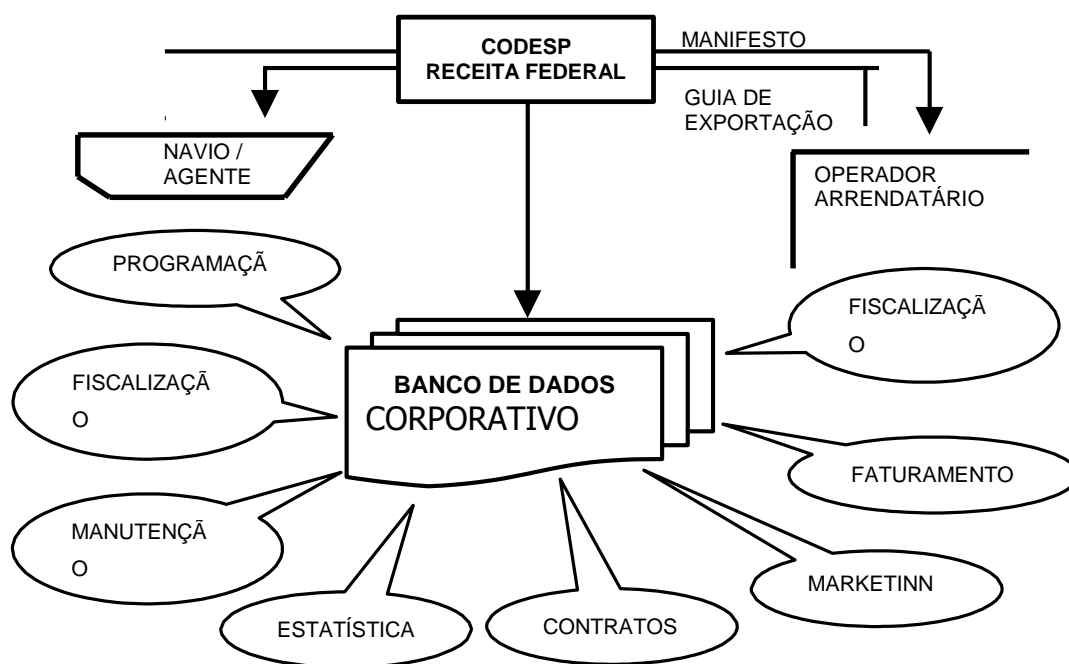 CODESP
RECEITA FEDERAL
MANIFESTO
GUIA DE
EXPORTAÇÃO
NAVIO /
AGENTE
OPERADOR
ARRENDATÁRIO
PROGRAMAÇÃ
FISCALIZAÇÃ
O
FISCALIZAÇÃ
O
BANCO DE DADOS
CORPORATIVO
FATURAMENTO
MANUTENÇÃ
O
MARKETINN
ESTATÍSTICA
CONTRATOS